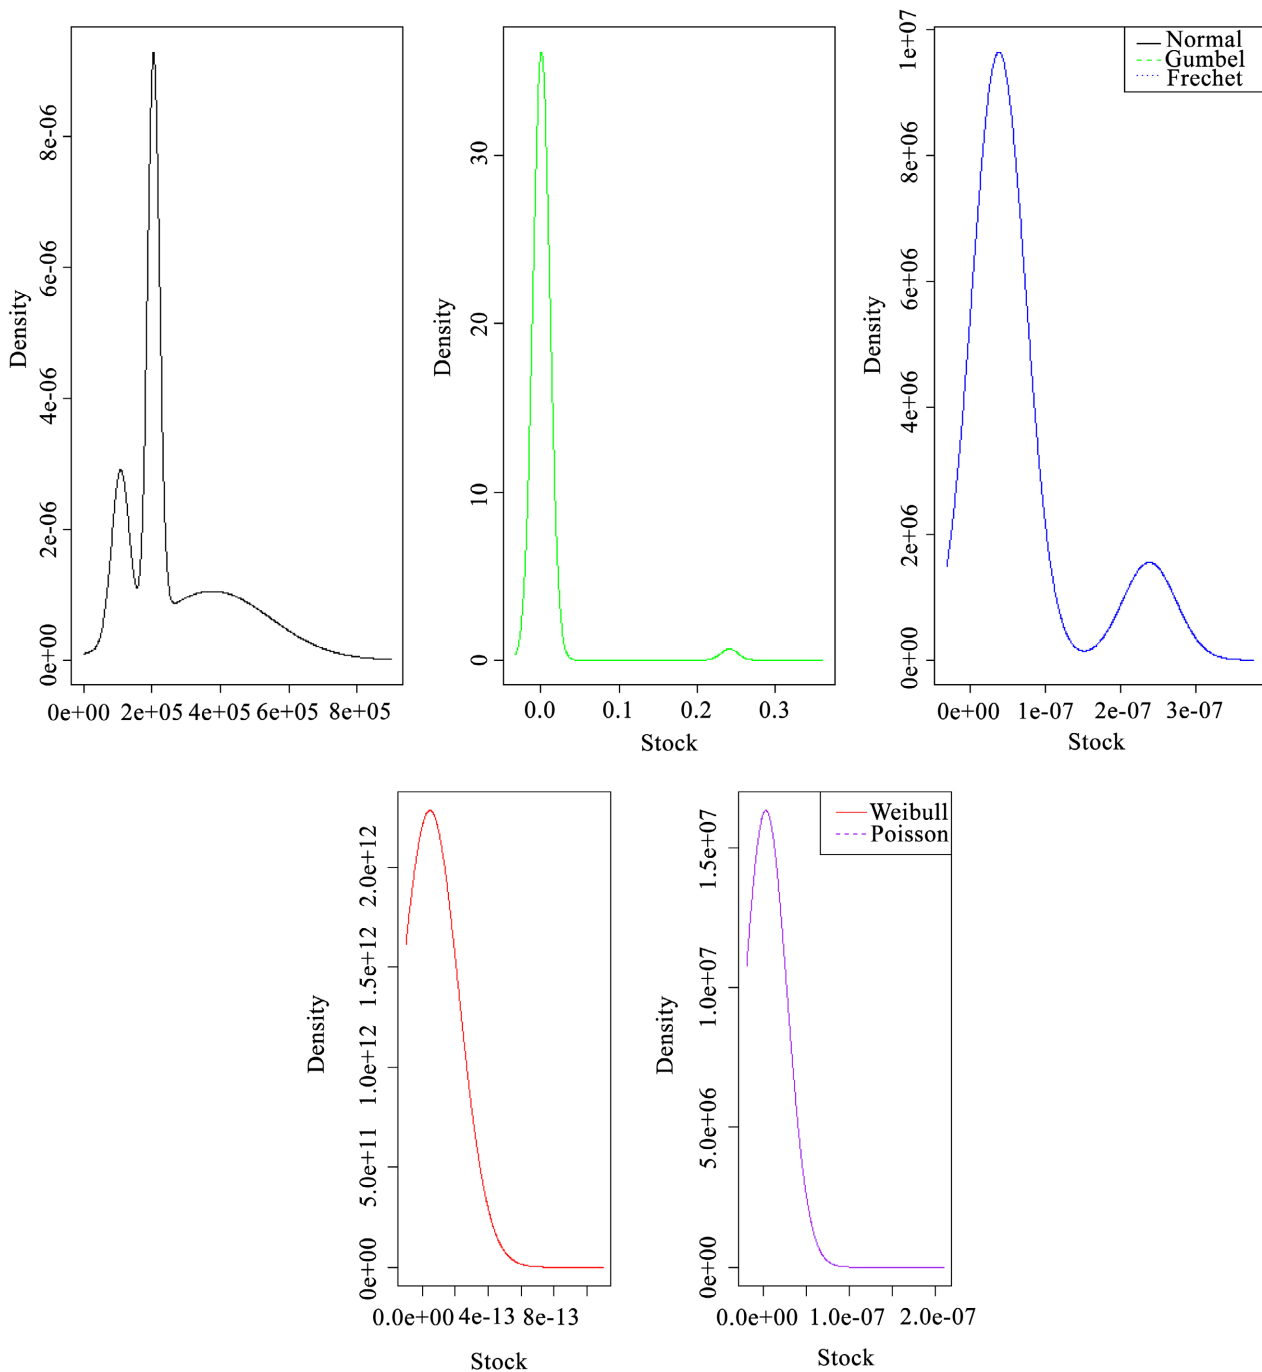 Density
0e+00
2e-06
4e-06
6e-06
8e-06
0e+00 2e+05 4e+05 6e+05 8e+05
Density
0
10
20
30
0.0 0.1 0.2 0.3
Stock
Density
0e+00
2e+06
4e+06
6e+06
8e+06
1e+07
0e+00 1e-07 2e-07 3e-07
Stock
Normal
Gumbel
Frechet
Density
0e+00
5.0e+11
1.0e+12
1.5e+12
2.0e+12
0.0e+00 4e-13 8e-13
Stock
Density
0e+00
5.0e+06
1.0e+07
1.5e+07
0.0e+00 1.0e-07 2.0e-07
Stock
Weibull
Poisson